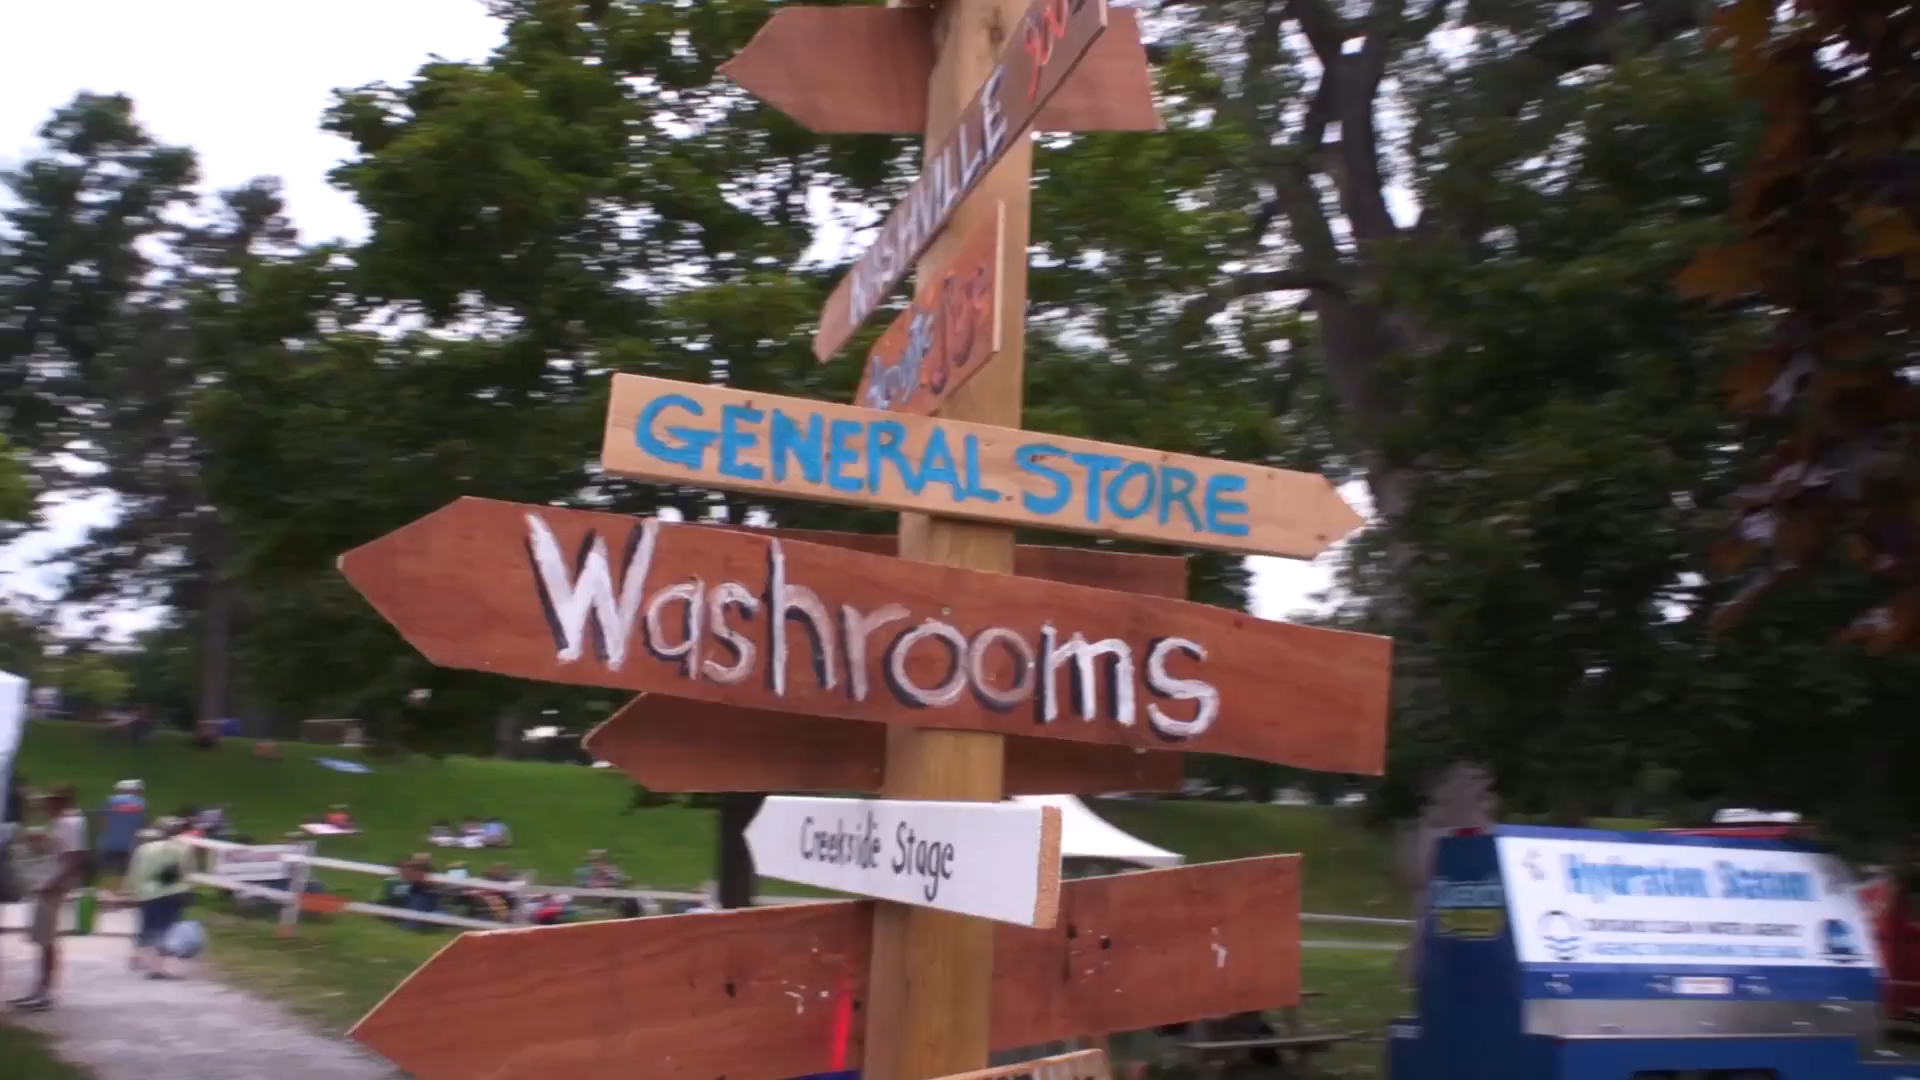 NASHVILLE
GENERAL STORE
Washrooms
Creekside Stage
Hydration Station